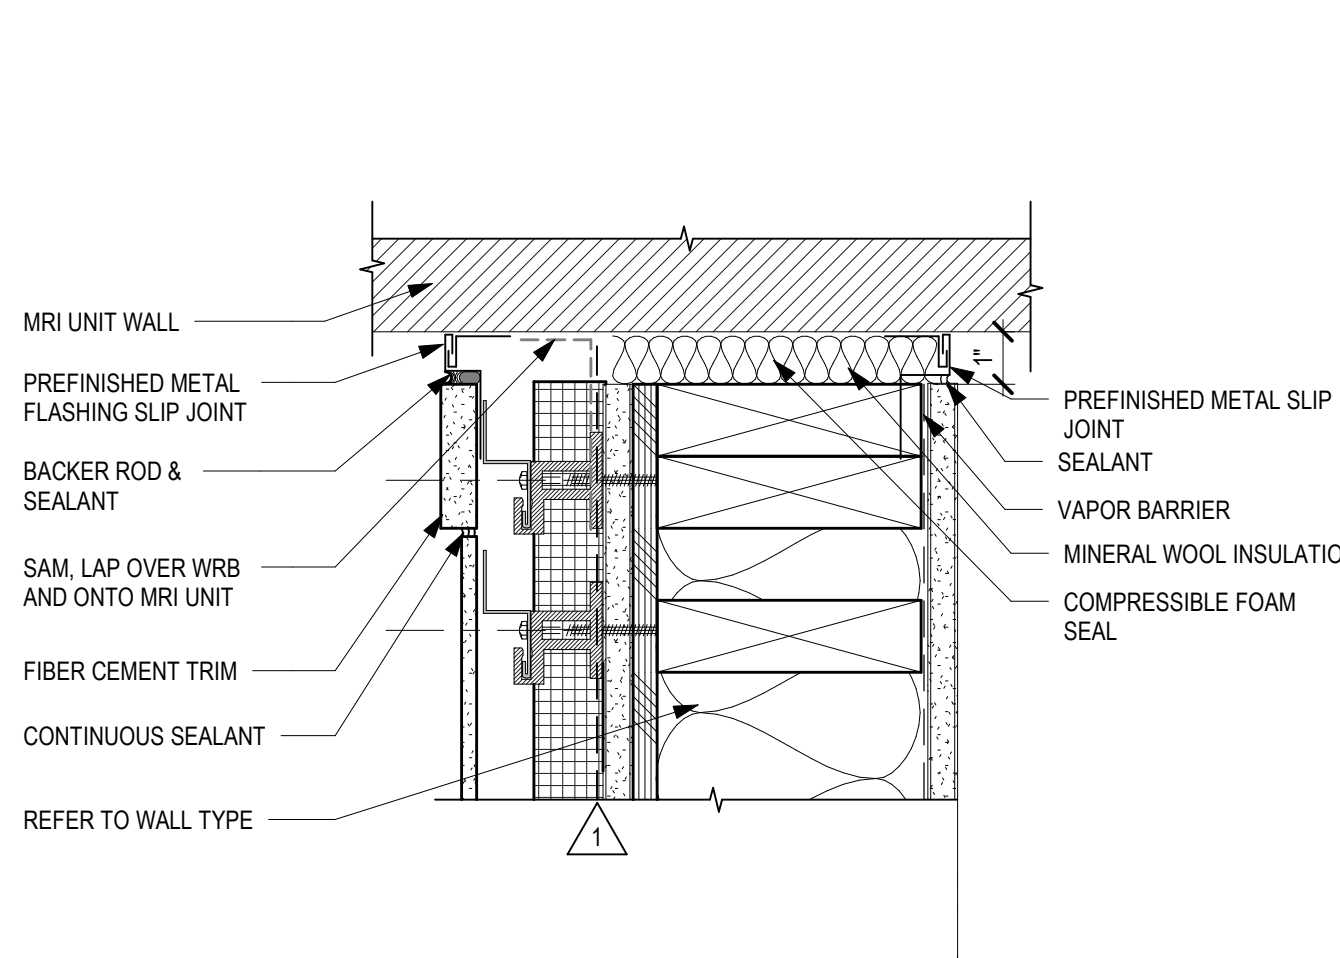 MRI UNIT WALL
PREFINISHED METAL
FLASHING SLIP JOINT
BACKER ROD &
SEALANT
SAM, LAP OVER WRB
AND ONTO MRI UNIT
FIBER CEMENT TRIM
CONTINUOUS SEALANT
REFER TO WALL TYPE
1
1"
PREFINISHED METAL SLIP
JOINT
SEALANT
VAPOR BARRIER
MINERAL WOOL INSULATIO
COMPRESSIBLE FOAM
SEAL